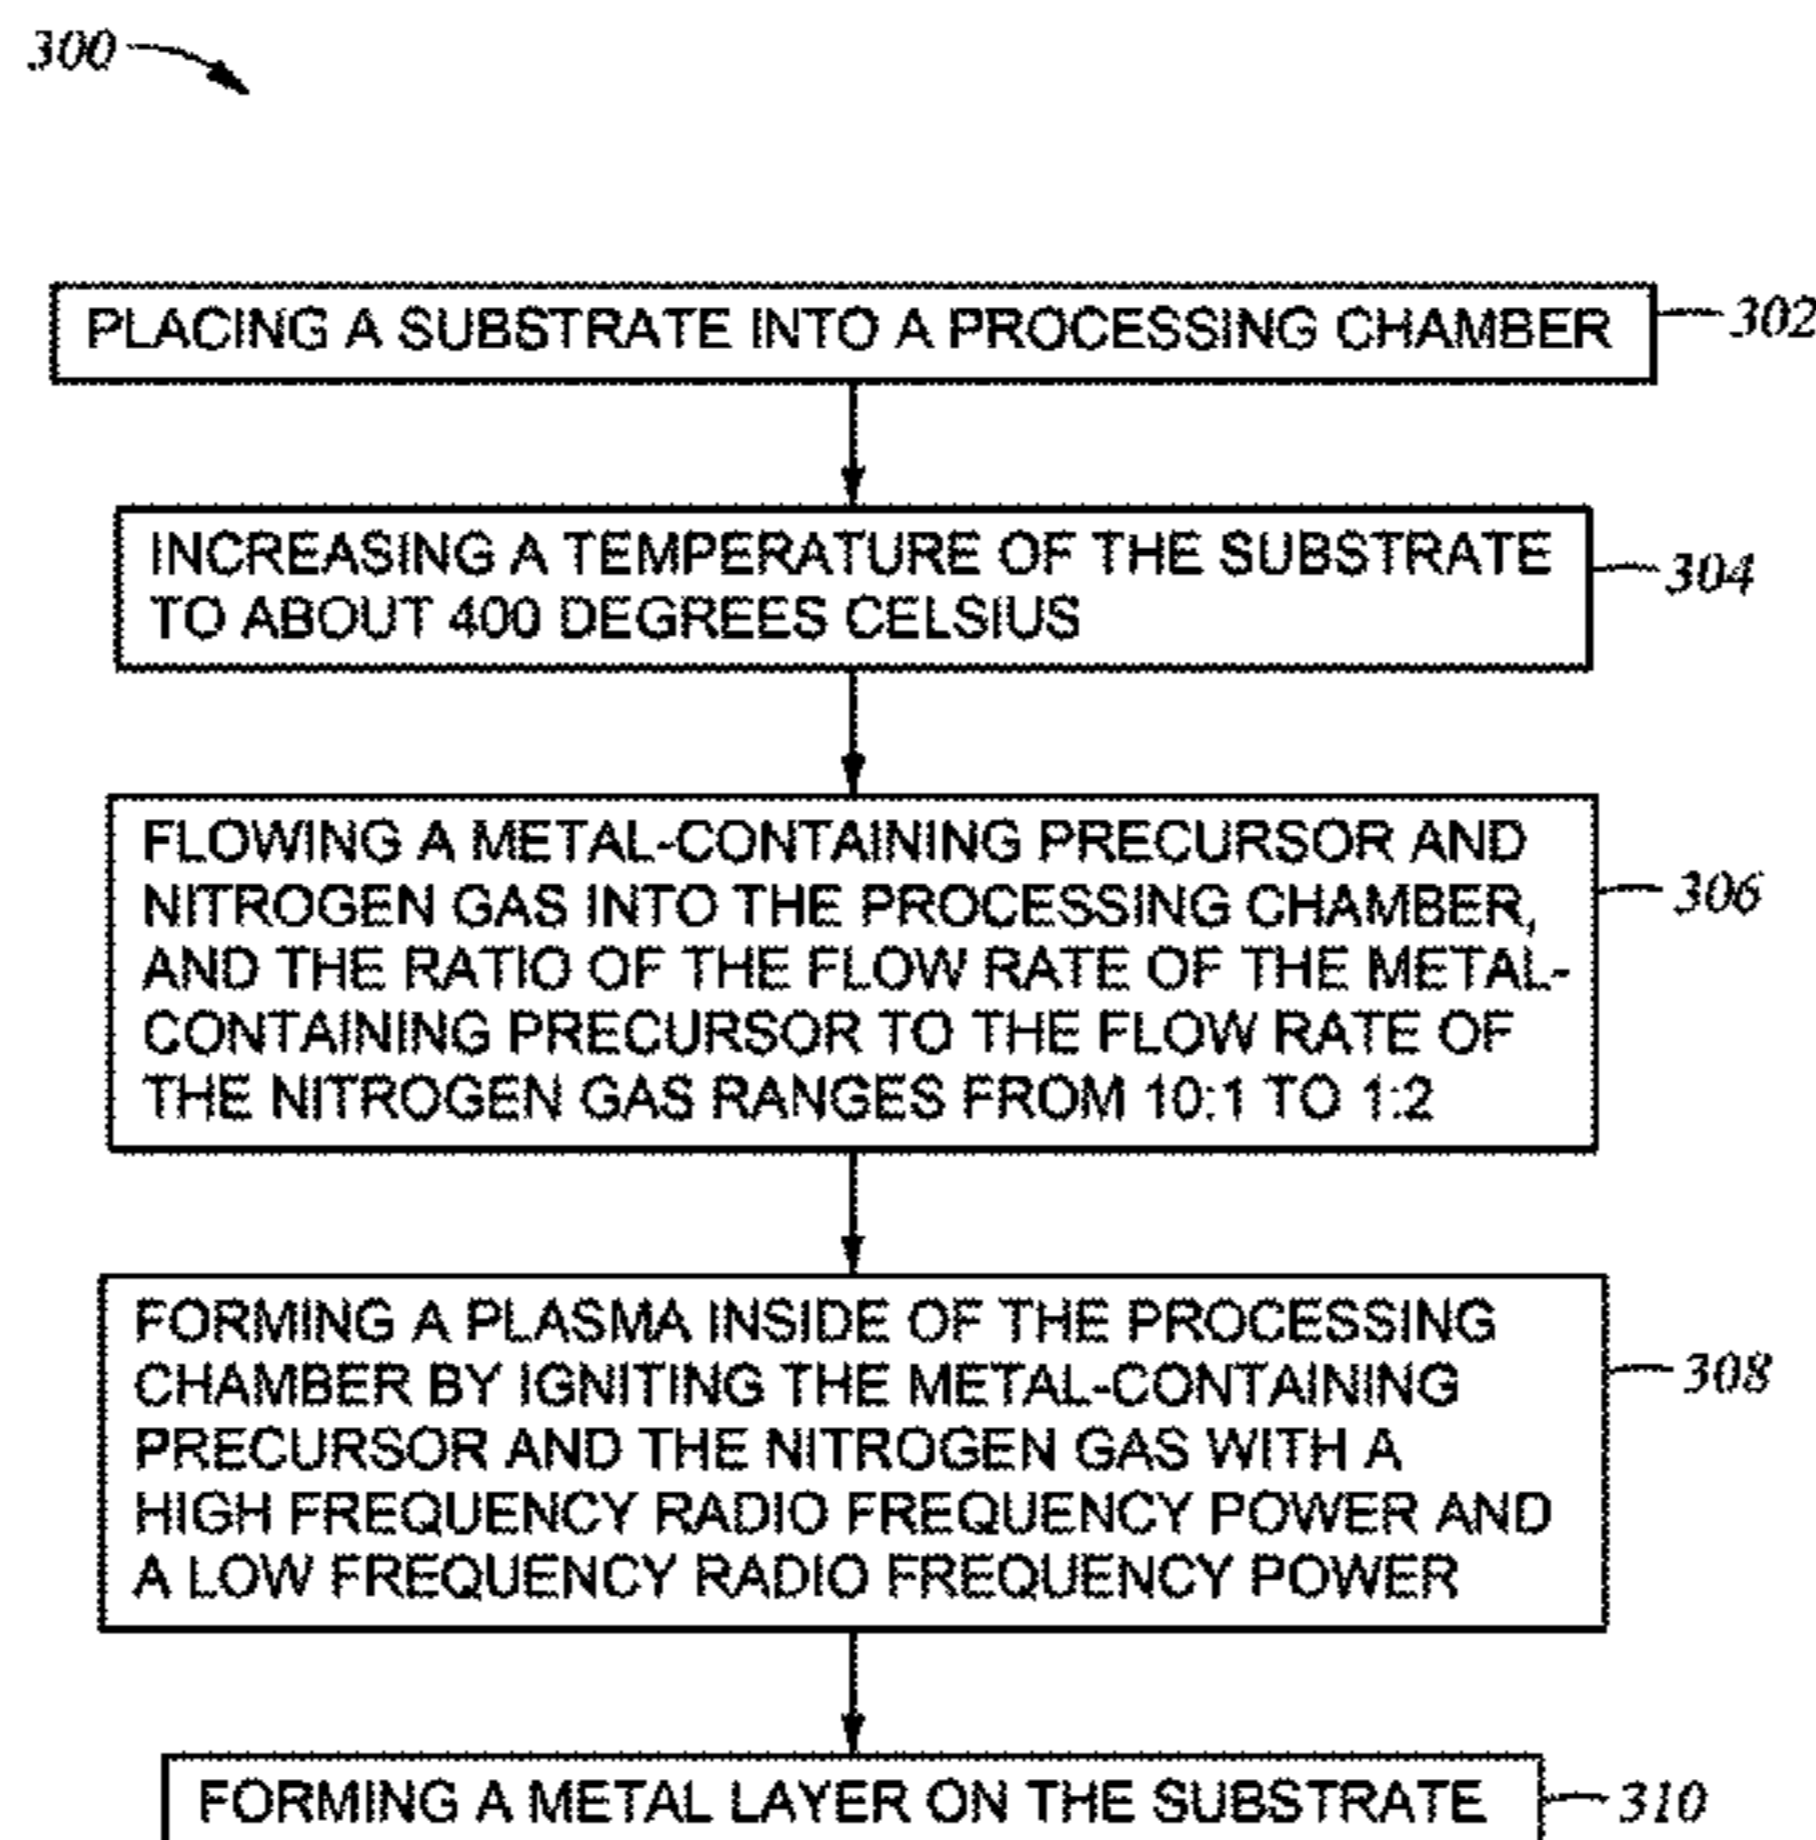 300
PLACING A SUBSTRATE INTO A PROCESSING CHAMBER
302
INCREASING A TEMPERATURE OF THE SUBSTRATE
TO ABOUT 400 DEGREES CELSIUS
304
FLOWING A METAL-CONTAINING PRECURSOR AND
NITROGEN GAS INTO THE PROCESSING CHAMBER,
AND THE RATIO OF THE FLOW RATE OF THE METAL-
CONTAINING PRECURSOR TO THE FLOW RATE OF
THE NITROGEN GAS RANGES FROM 10:1 TO 1:2
306
FORMING A PLASMA INSIDE OF THE PROCESSING
CHAMBER BY IGNITING THE METAL-CONTAINING
PRECURSOR AND THE NITROGEN GAS WITH A
HIGH FREQUENCY RADIO FREQUENCY POWER AND
A LOW FREQUENCY RADIO FREQUENCY POWER
308
FORMING A METAL LAYER ON THE SUBSTRATE
310